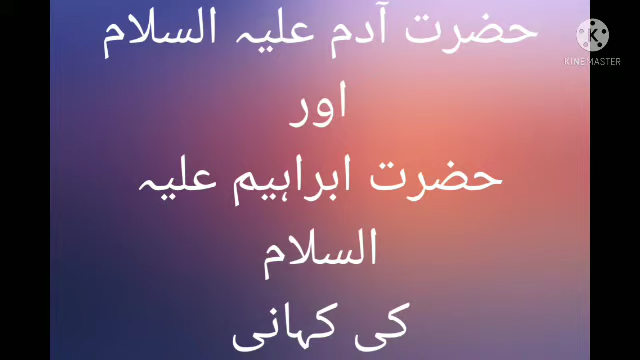 حضرت آدم علیہ السلام
اور
حضرت ابراہیم علیہ
السلام
کی کہانی
KINEMASTER